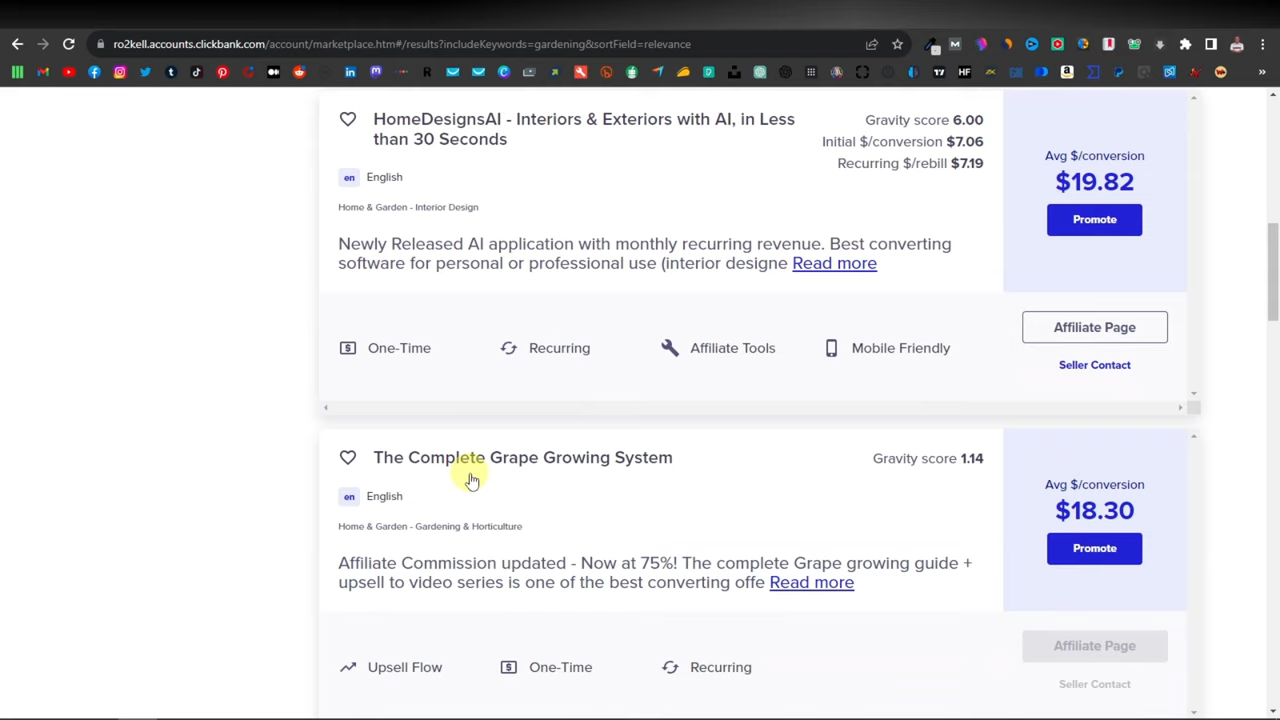 ro2kell.accounts.clickbank.com/account/marketplace.htm#/results?includeKeywords=gardening&sortField=relevance
HomeDesignsAI - Interiors & Exteriors with AI, in Less
than 30 Seconds
Gravity score 6.00
Initial $/conversion $7.06
Recurring $/rebill $7.19
Avg $/conversion
$19.82
Promote
en English
Home & Garden - Interior Design
Newly Released AI application with monthly recurring revenue. Best converting
software for personal or professional use (interior designe Read more
One-Time
Recurring
Affiliate Tools
Mobile Friendly
Affiliate Page
Seller Contact
The Complete Grape Growing System
Gravity score 1.14
Avg $/conversion
$18.30
Promote
en English
Home & Garden - Gardening & Horticulture
Affiliate Commission updated - Now at 75%! The complete Grape growing guide +
upsell to video series is one of the best converting offe Read more
Upsell Flow
One-Time
Recurring
Affiliate Page
Seller Contact